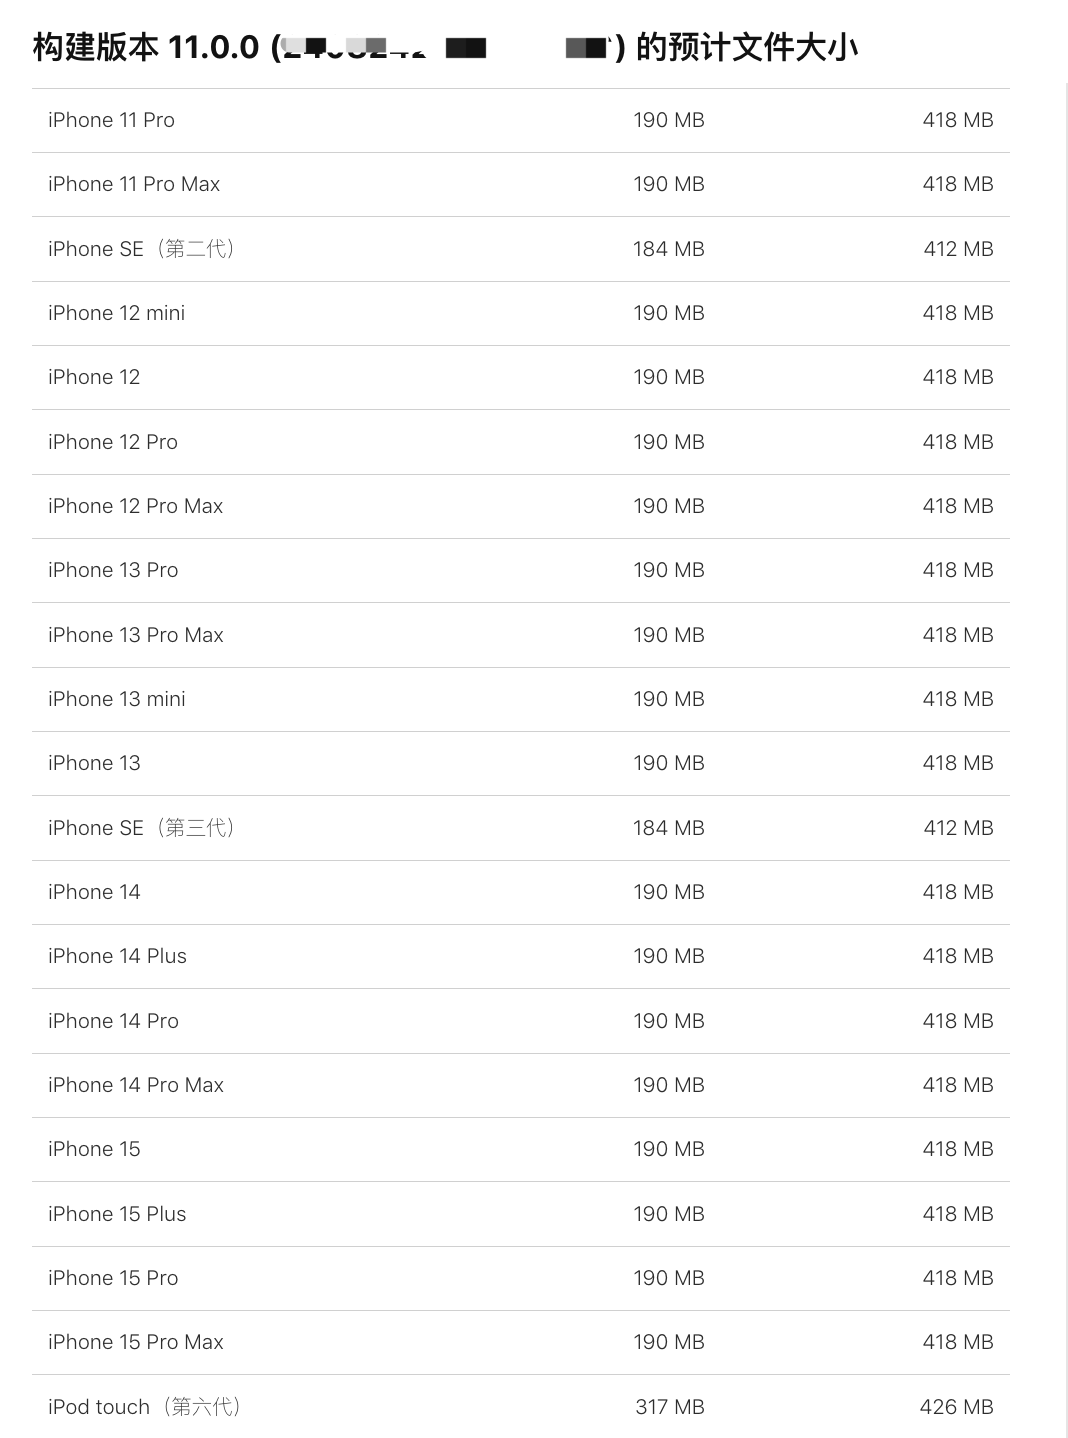 构建版本 11.0.0 () 的预计文件大小
iPhone 11 Pro 190 MB 418 MB
iPhone 11 Pro Max 190 MB 418 MB
iPhone SE（第二代） 184 MB 412 MB
iPhone 12 mini 190 MB 418 MB
iPhone 12 190 MB 418 MB
iPhone 12 Pro 190 MB 418 MB
iPhone 12 Pro Max 190 MB 418 MB
iPhone 13 Pro 190 MB 418 MB
iPhone 13 Pro Max 190 MB 418 MB
iPhone 13 mini 190 MB 418 MB
iPhone 13 190 MB 418 MB
iPhone SE（第三代） 184 MB 412 MB
iPhone 14 190 MB 418 MB
iPhone 14 Plus 190 MB 418 MB
iPhone 14 Pro 190 MB 418 MB
iPhone 14 Pro Max 190 MB 418 MB
iPhone 15 190 MB 418 MB
iPhone 15 Plus 190 MB 418 MB
iPhone 15 Pro 190 MB 418 MB
iPhone 15 Pro Max 190 MB 418 MB
iPod touch（第六代） 317 MB 426 MB